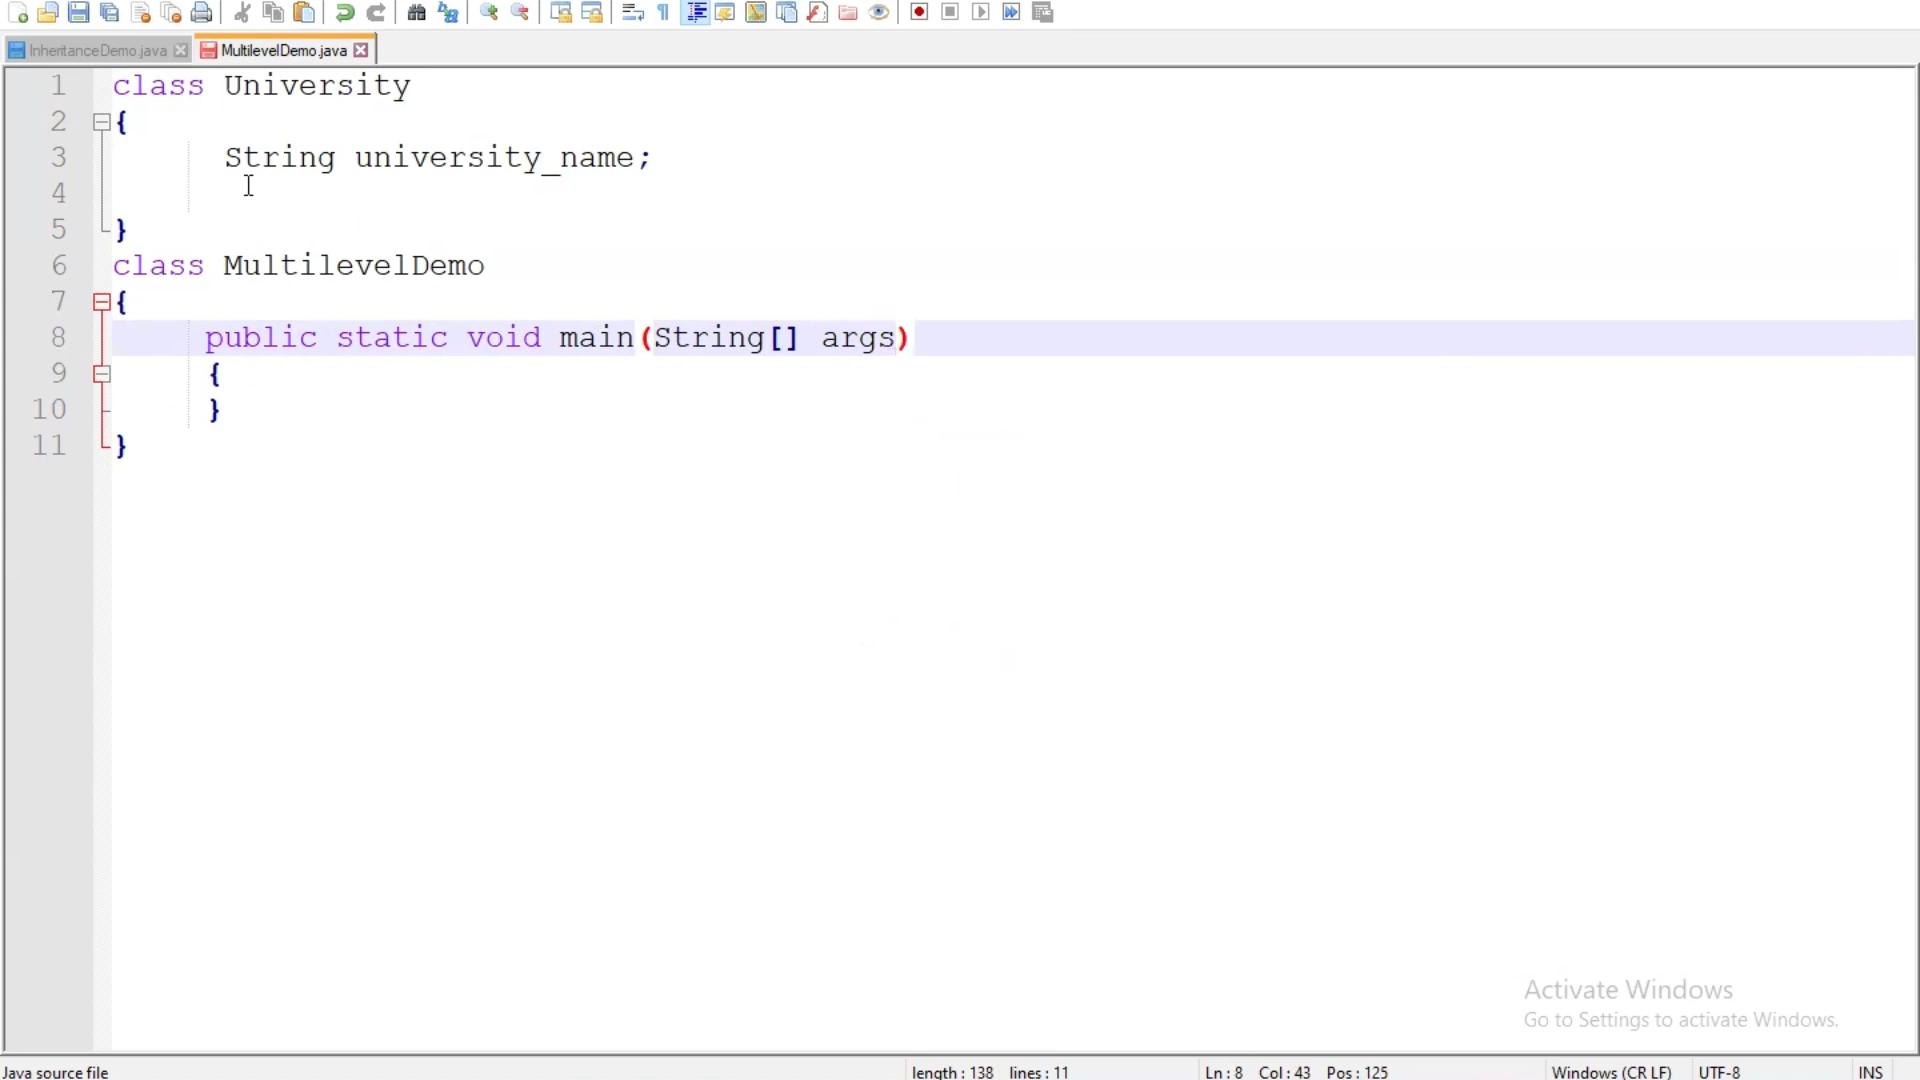 InheritanceDemo.java MultilevelDemo.java
1 class University
2 {
3 String university_name;
4
5 }
6 class MultilevelDemo
7 {
8 public static void main(String[] args)
9 {
10 }
11 }
Activate Windows
Go to Settings to activate Windows.
Java source file length : 138 lines : 11 Ln : 8 Col : 43 Pos : 125 Windows (CR LF) UTF-8 INS